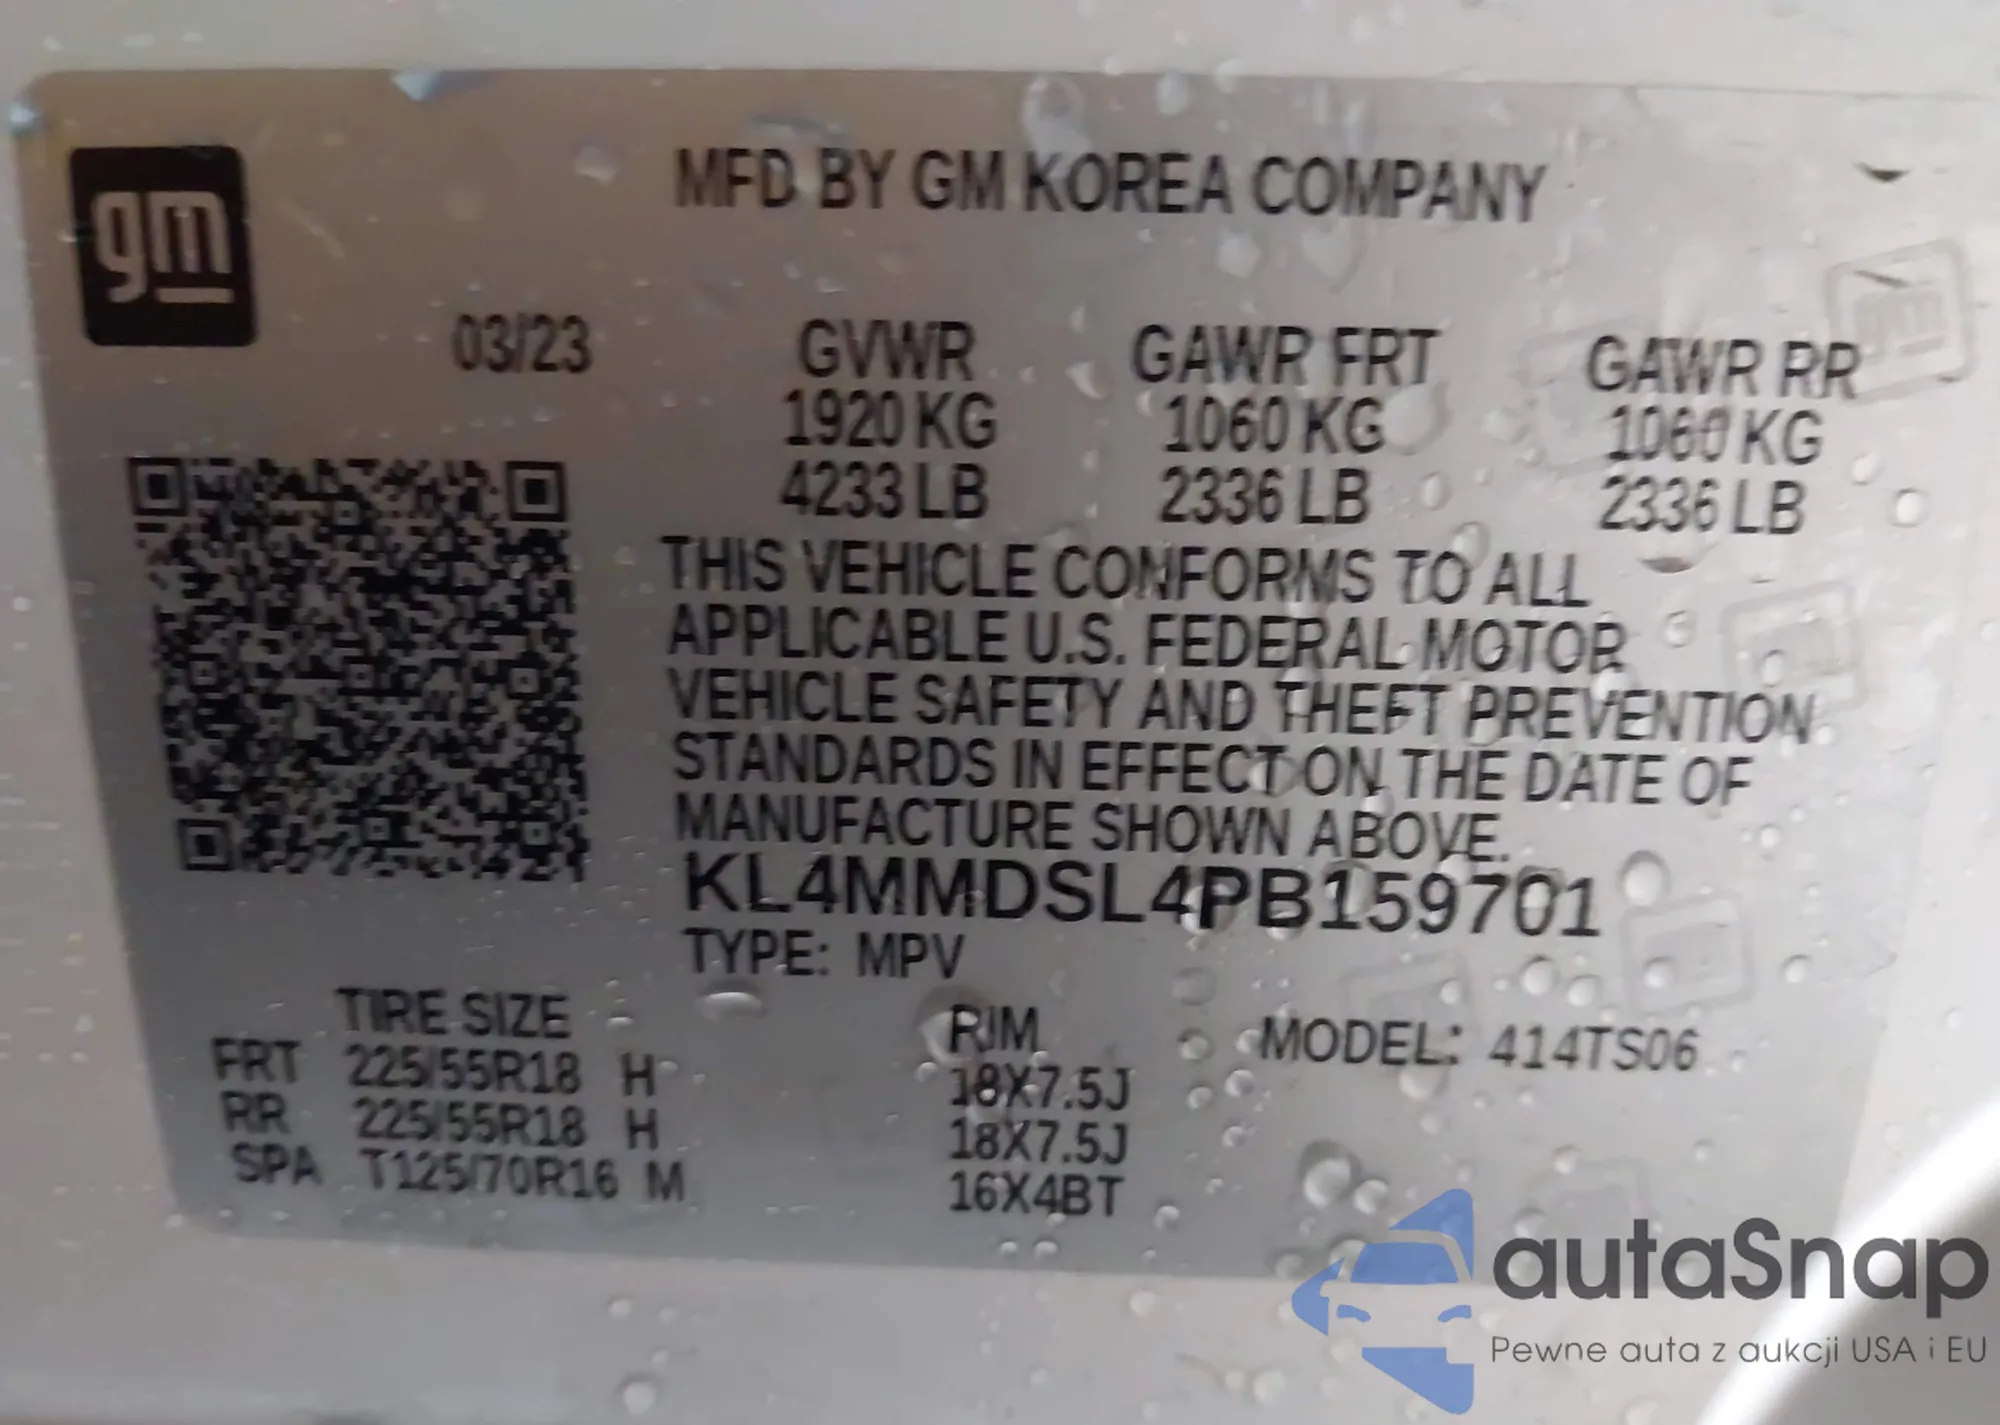 gm
MFD BY GM KOREA COMPANY
03/23 GVWR GAWR FRT GAWR RR
1920 KG 1060 KG 1060 KG
4233 LB 2336 LB 2336 LB
THIS VEHICLE CONFORMS TO ALL
APPLICABLE U.S. FEDERAL MOTOR
VEHICLE SAFETY AND THEFT PREVENTION
STANDARDS IN EFFECT ON THE DATE OF
MANUFACTURE SHOWN ABOVE.
KL4MMDSL4PB159701
TYPE: MPV
TIRE SIZE RIM MODEL: 414TS06
FRT 225/55R18 H 18X7.5J
RR 225/55R18 H 18X7.5J
SPA T125/70R16 M 16X4BT
autaSnap
Pewne auta z aukcji USA i EU